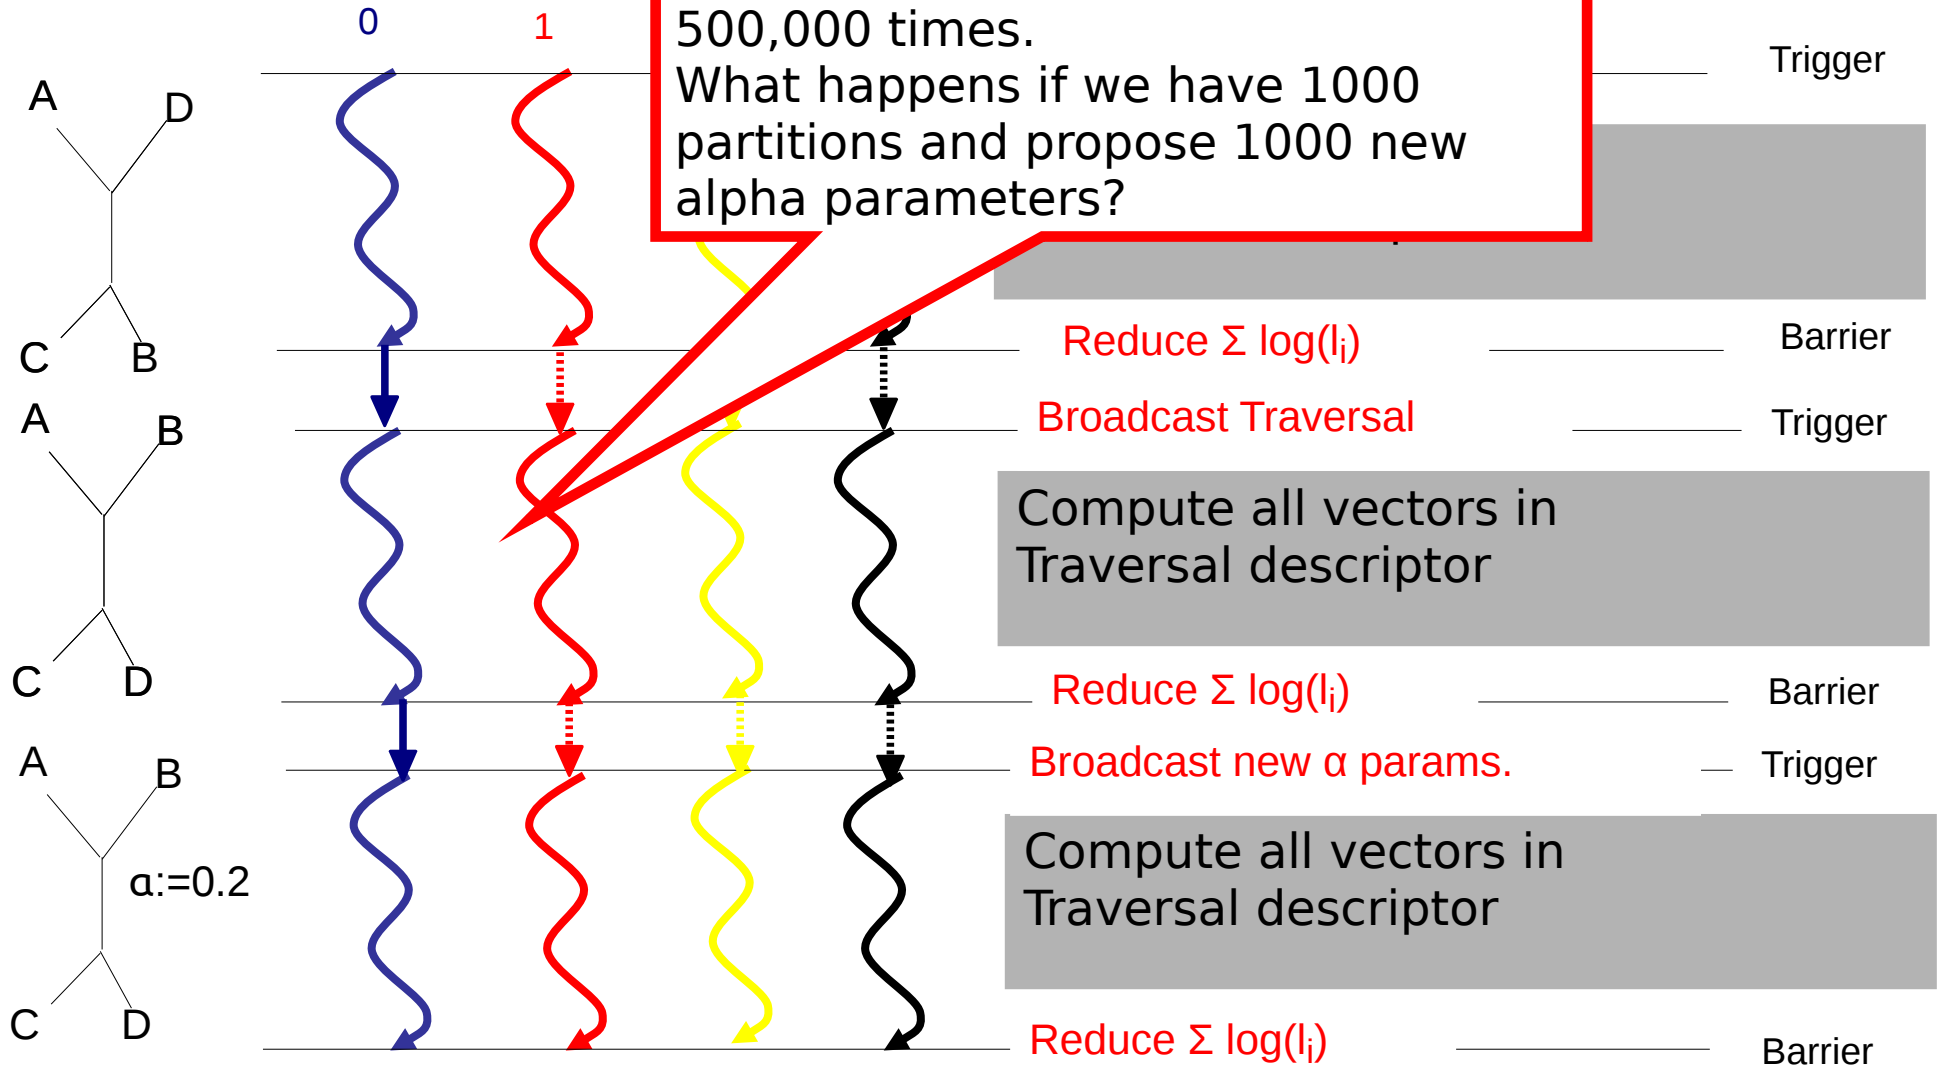 0
1
500,000 times.
What happens if we have 1000
partitions and propose 1000 new
alpha parameters?
Trigger
A
D
C
B
Reduce Σ log(lᵢ)
Barrier
A
B
Broadcast Traversal
Trigger
Compute all vectors in
Traversal descriptor
C
D
Reduce Σ log(lᵢ)
Barrier
A
B
Broadcast new α params.
Trigger
α:=0.2
Compute all vectors in
Traversal descriptor
C
D
Reduce Σ log(lᵢ)
Barrier